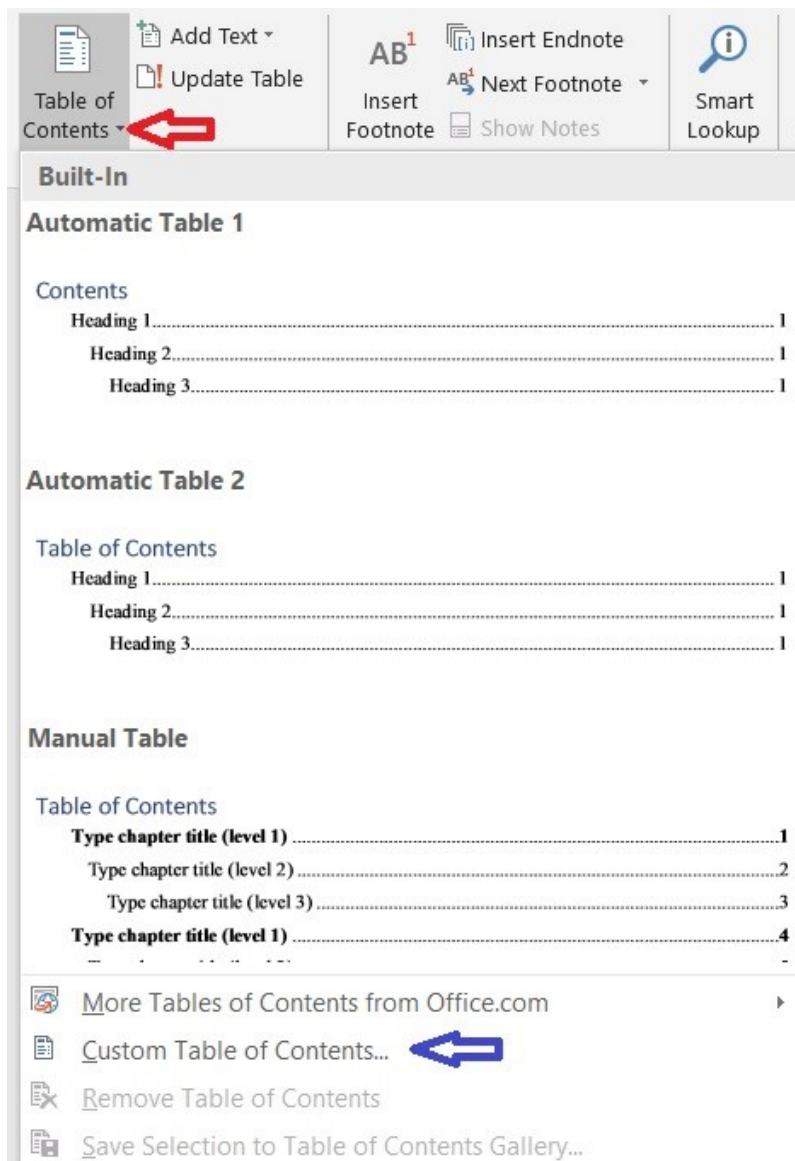 Add Text
Update Table
Table of
Contents
AB1
Insert
Footnote
[i] Insert Endnote
AB1 Next Footnote
Show Notes
Smart
Lookup
Built-In
Automatic Table 1
Contents
Heading 1 1
Heading 2 1
Heading 3 1
Automatic Table 2
Table of Contents
Heading 1 1
Heading 2 1
Heading 3 1
Manual Table
Table of Contents
Type chapter title (level 1) 1
Type chapter title (level 2) 2
Type chapter title (level 3) 3
Type chapter title (level 1) 4
More Tables of Contents from Office.com
Custom Table of Contents...
Remove Table of Contents
Save Selection to Table of Contents Gallery...